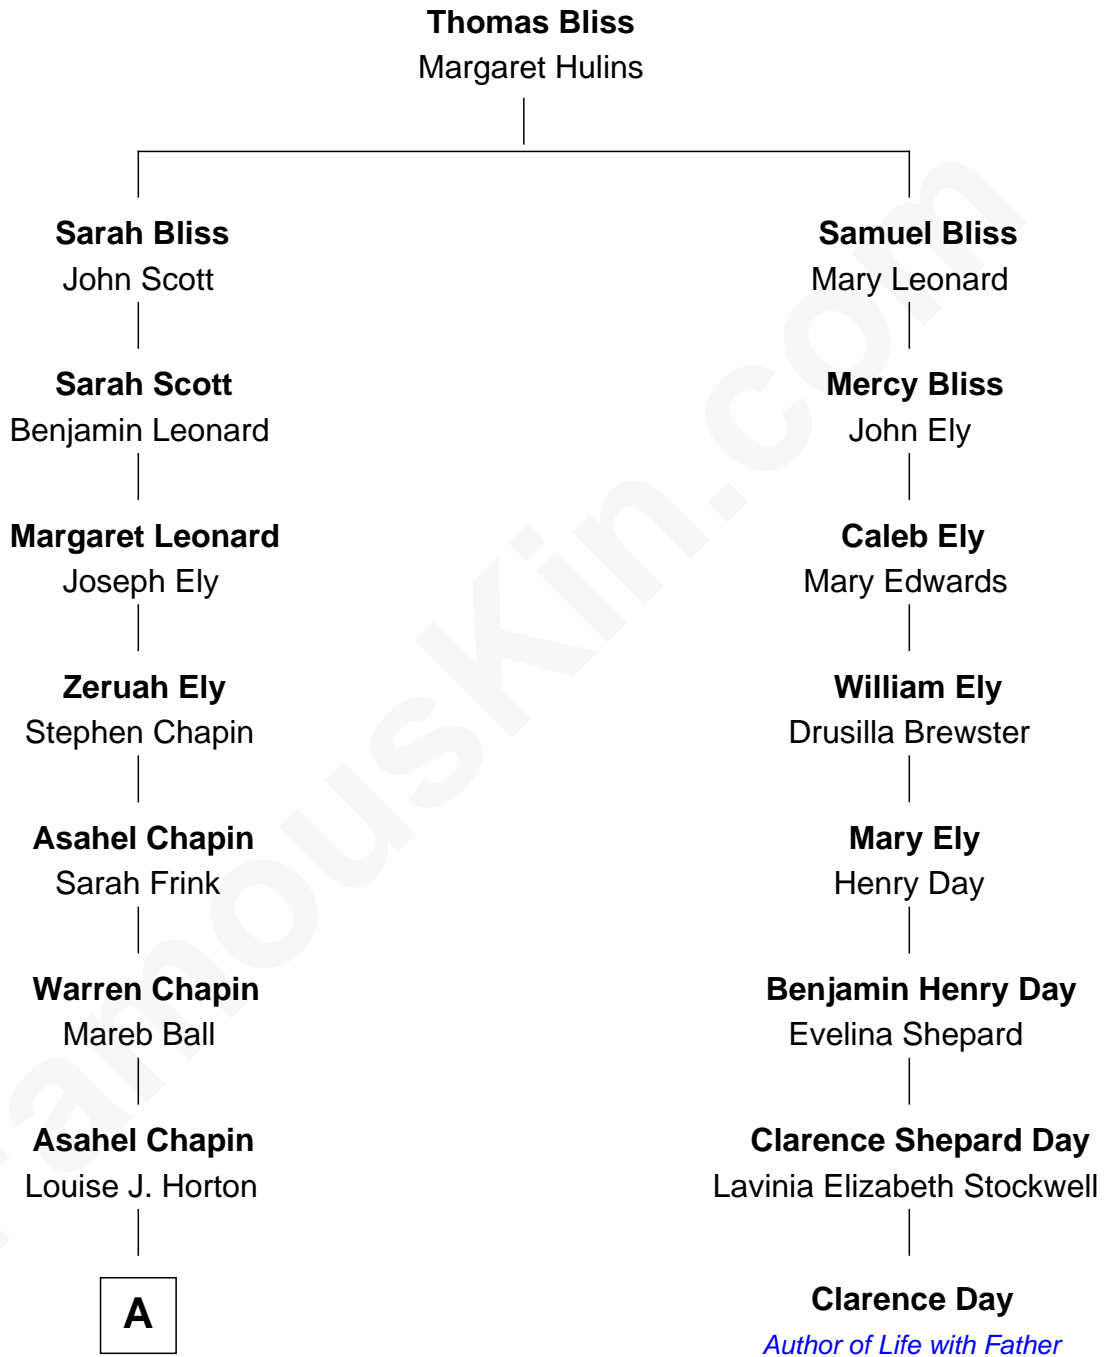 Thomas Bliss
Margaret Hulins
Sarah Bliss
John Scott
Samuel Bliss
Mary Leonard
Sarah Scott
Benjamin Leonard
Mercy Bliss
John Ely
Margaret Leonard
Joseph Ely
Caleb Ely
Mary Edwards
Zeruah Ely
Stephen Chapin
William Ely
Drusilla Brewster
Asahel Chapin
Sarah Frink
Mary Ely
Henry Day
Warren Chapin
Mareb Ball
Benjamin Henry Day
Evelina Shepard
Asahel Chapin
Louise J. Horton
Clarence Shepard Day
Lavinia Elizabeth Stockwell
A
Clarence Day
Author of Life with Father
FamousKin.com